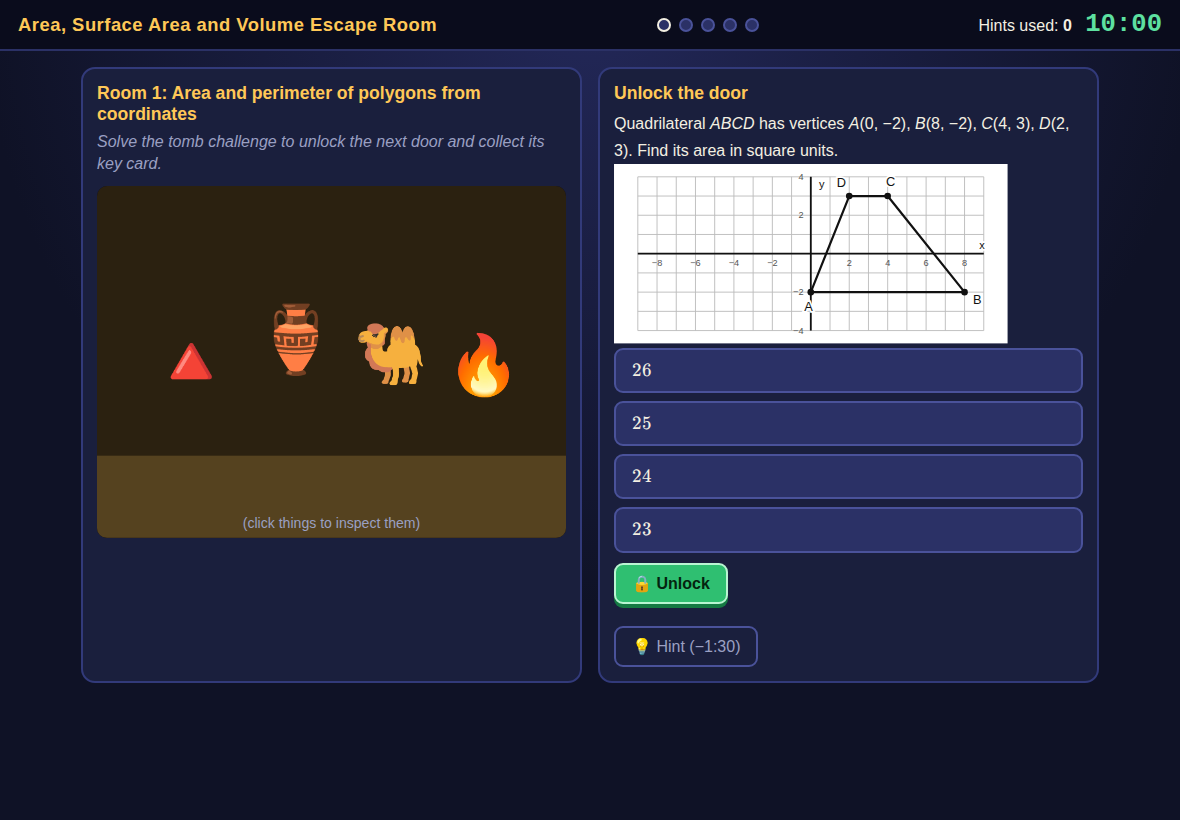 Area, Surface Area and Volume Escape Room
Hints used: 0 10:00
Room 1: Area and perimeter of polygons from
coordinates
Solve the tomb challenge to unlock the next door and collect its
key card.
(click things to inspect them)
Unlock the door
Quadrilateral ABCD has vertices A(0, −2), B(8, −2), C(4, 3), D(2,
3). Find its area in square units.
4 y D C
2
x
−8 −6 −4 −2 2 4 6 8
−2
A B
−4
26
25
24
23
🔒 Unlock
💡 Hint (−1:30)